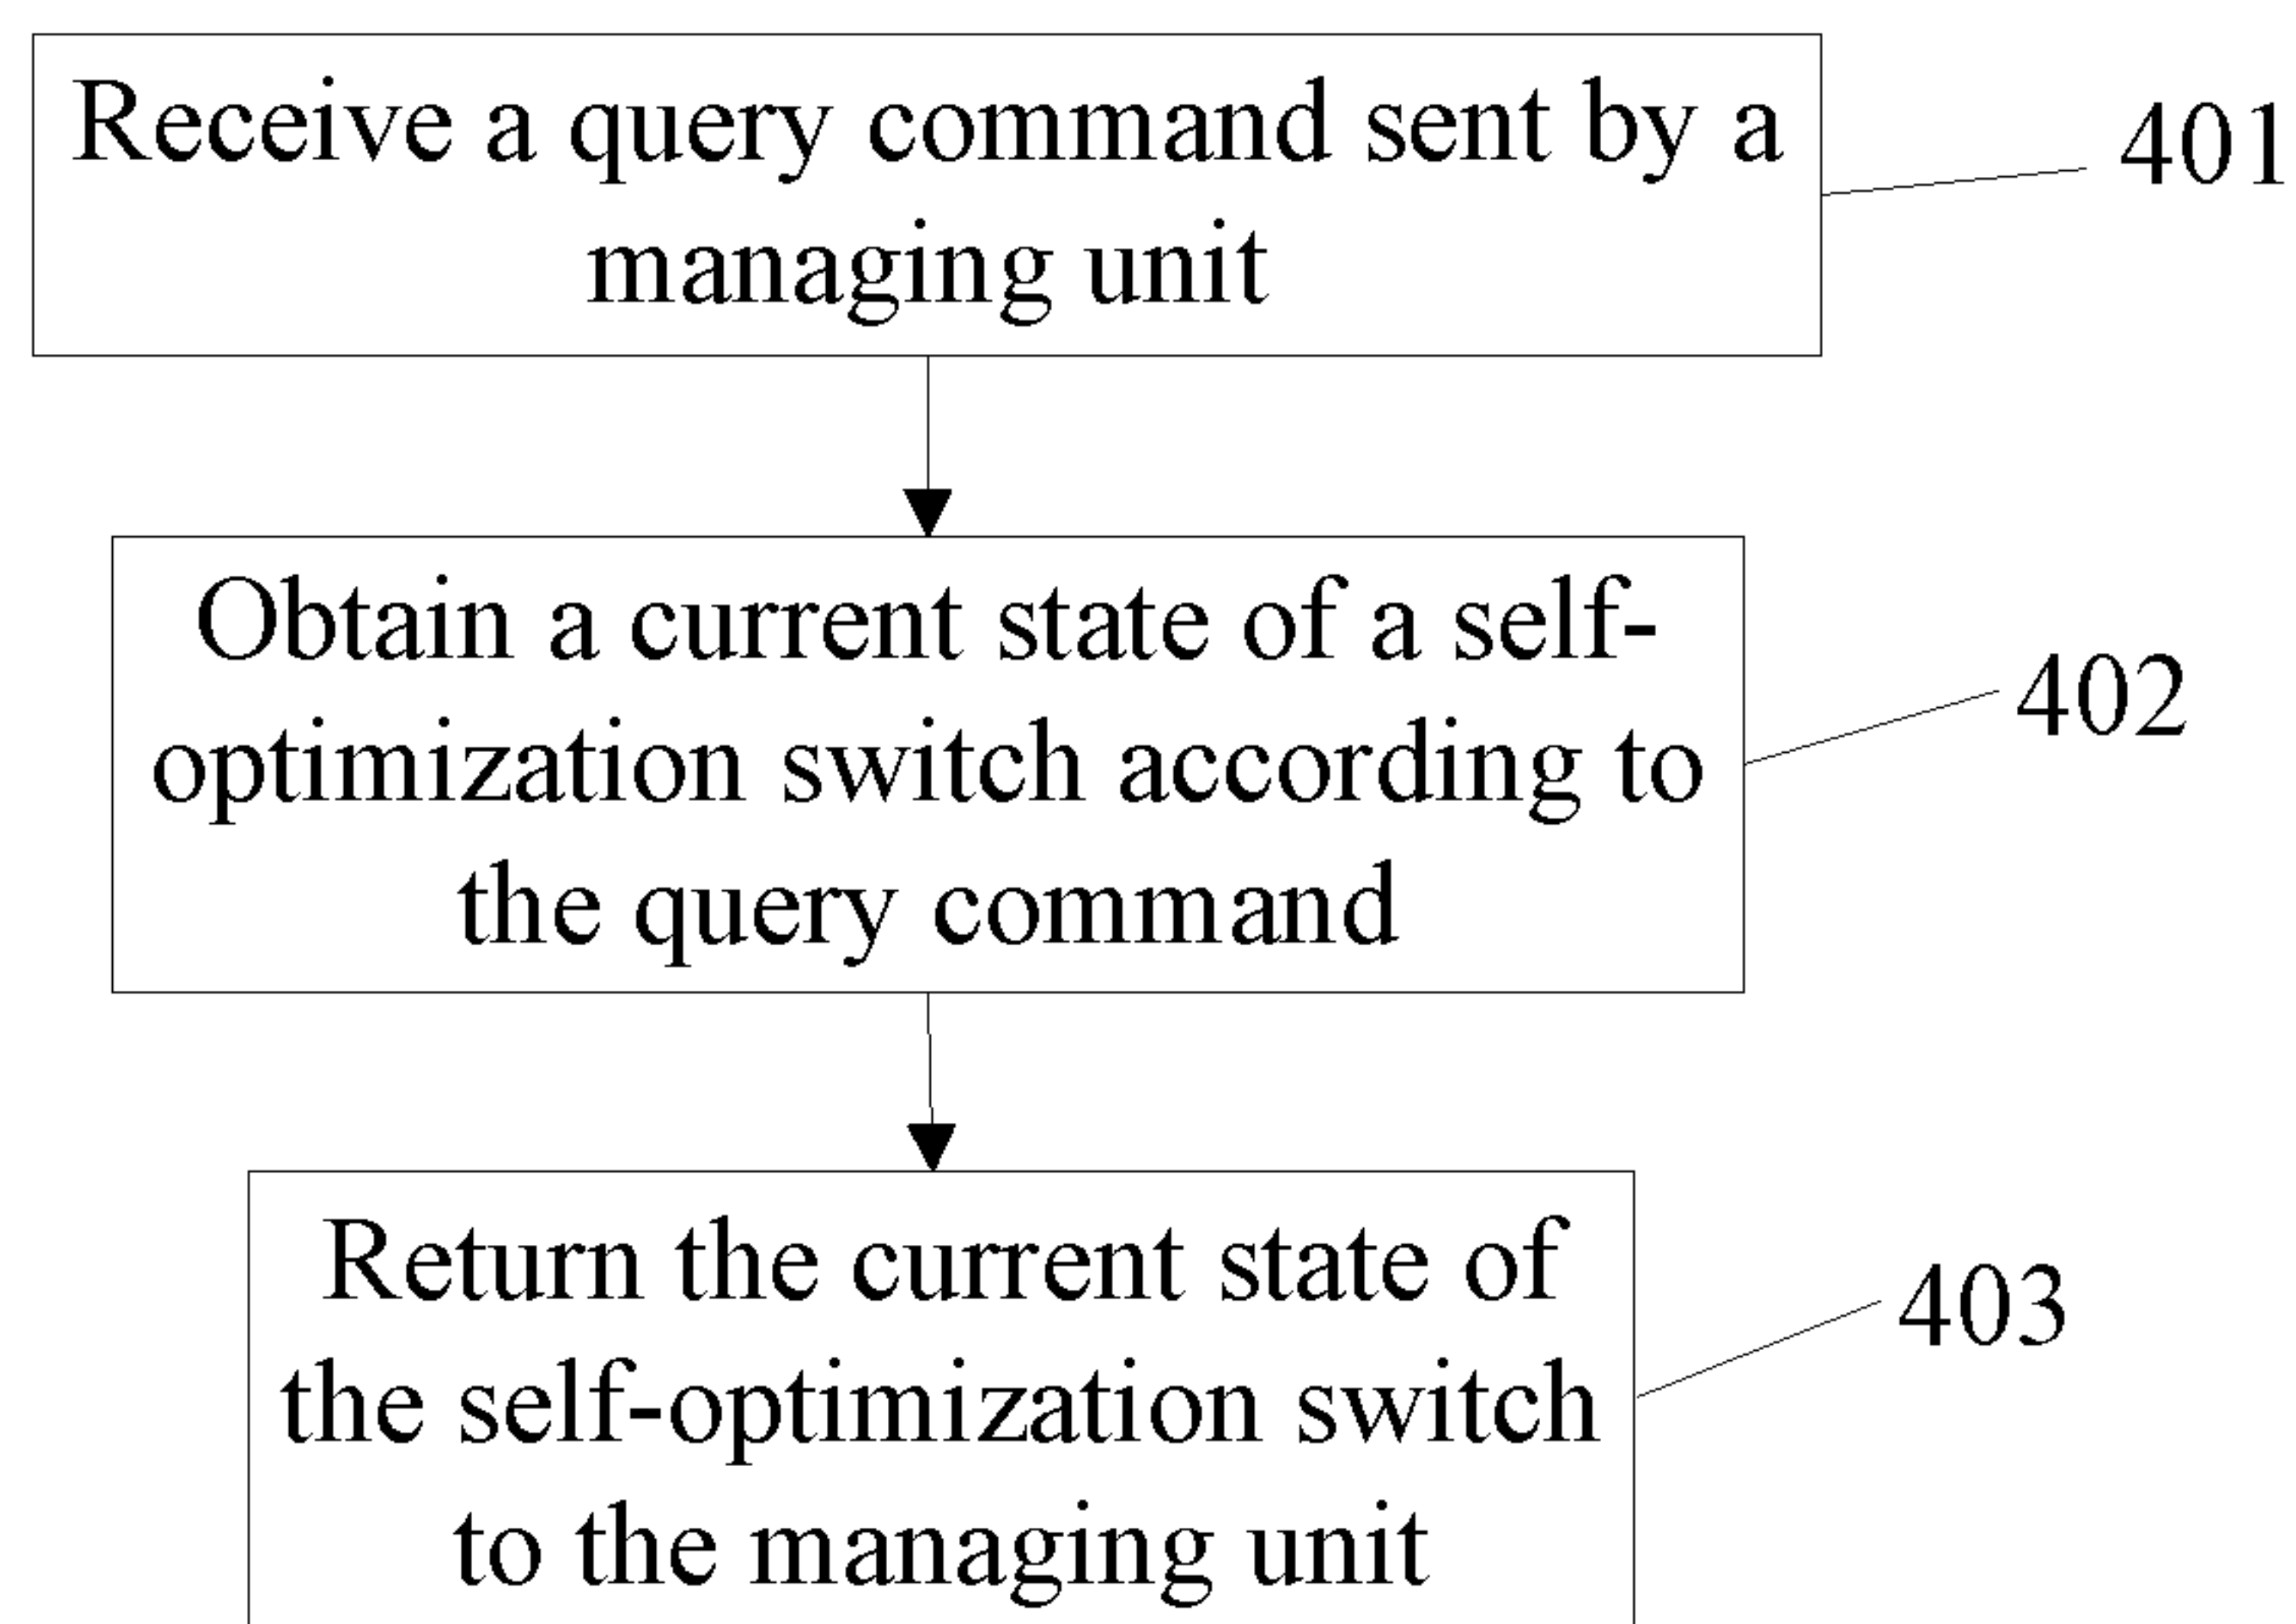 Receive a query command sent by a
managing unit
401
Obtain a current state of a self-
optimization switch according to
the query command
402
Return the current state of
the self-optimization switch
to the managing unit
403